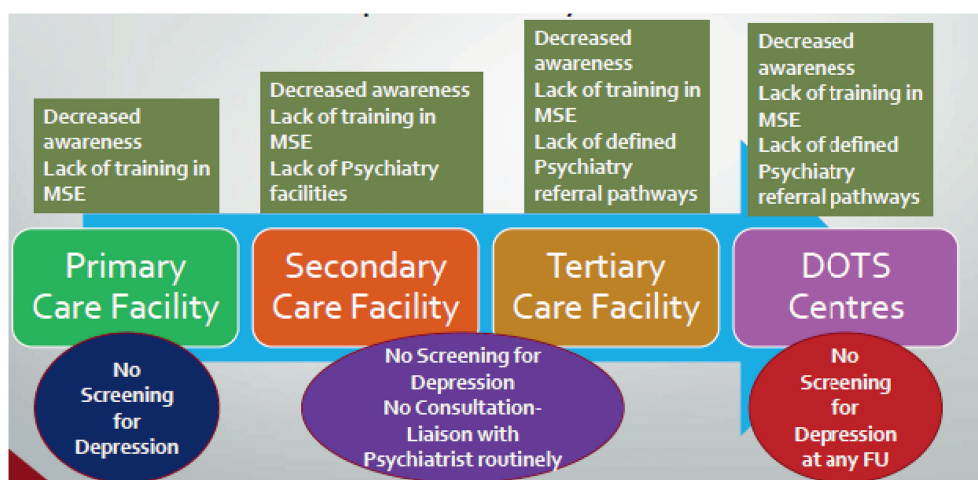 Decreased
awareness
Lack of training in
MSE
Decreased awareness
Lack of training in
MSE
Lack of Psychiatry
facilities
Decreased
awareness
Lack of training in
MSE
Lack of defined
Psychiatry
referral pathways
Decreased
awareness
Lack of training in
MSE
Lack of defined
Psychiatry
referral pathways
Primary
Care Facility
Secondary
Care Facility
Tertiary
Care Facility
DOTS
Centres
No
Screening
for
Depression
No Screening for
Depression
No Consultation-
Liaison with
Psychiatrist routinely
No
Screening
for
Depression
at any FU